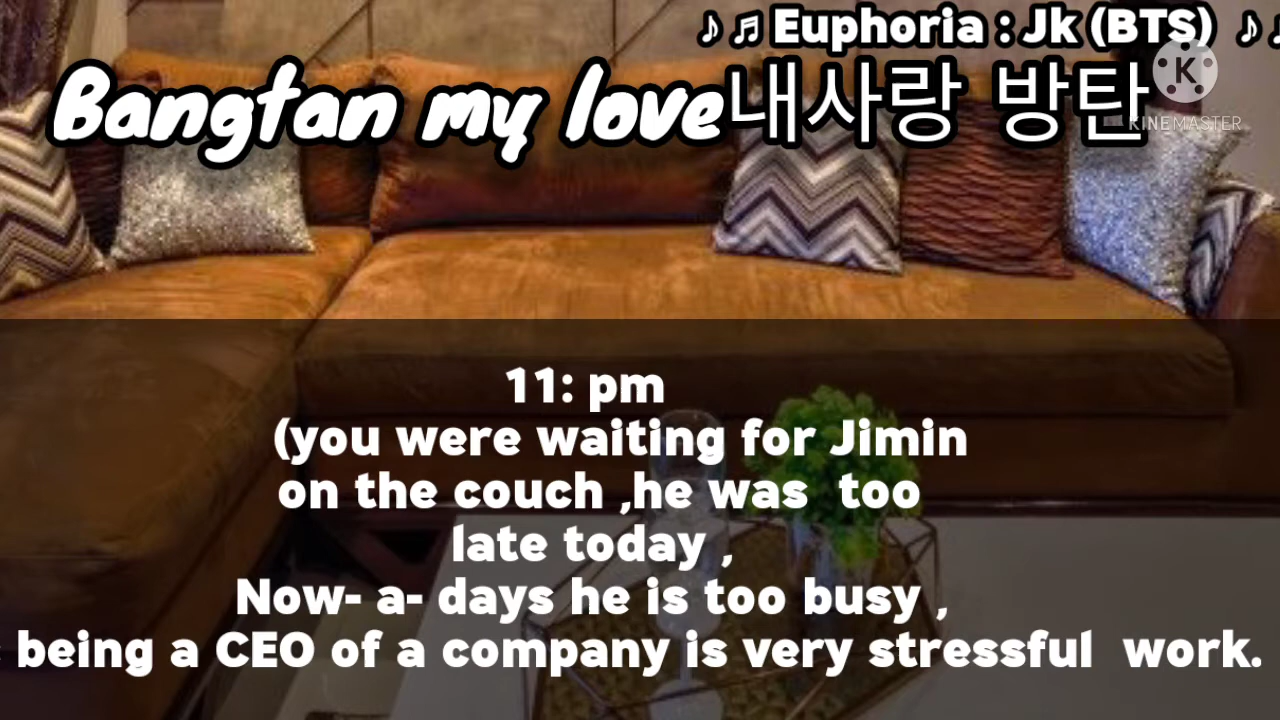 ♪ ♬ Euphoria : Jk (BTS) ♪
Bangtan my love내사랑 방탄
K
KINEMASTER
11: pm
(you were waiting for Jimin
on the couch ,he was too
late today ,
Now- a- days he is too busy ,
being a CEO of a company is very stressful work.